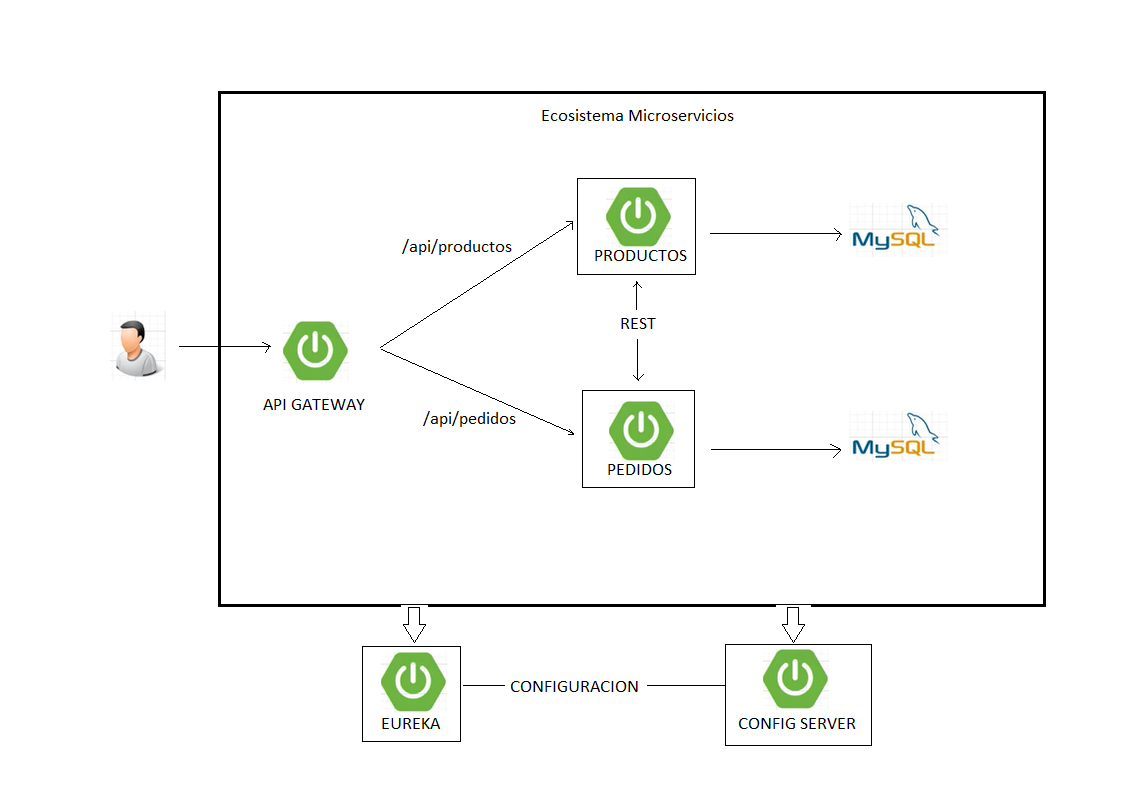 Ecosistema Microservicios
PRODUCTOS
MySQL
/api/productos
REST
API GATEWAY
/api/pedidos
PEDIDOS
MySQL
EUREKA
CONFIGURACION
CONFIG SERVER